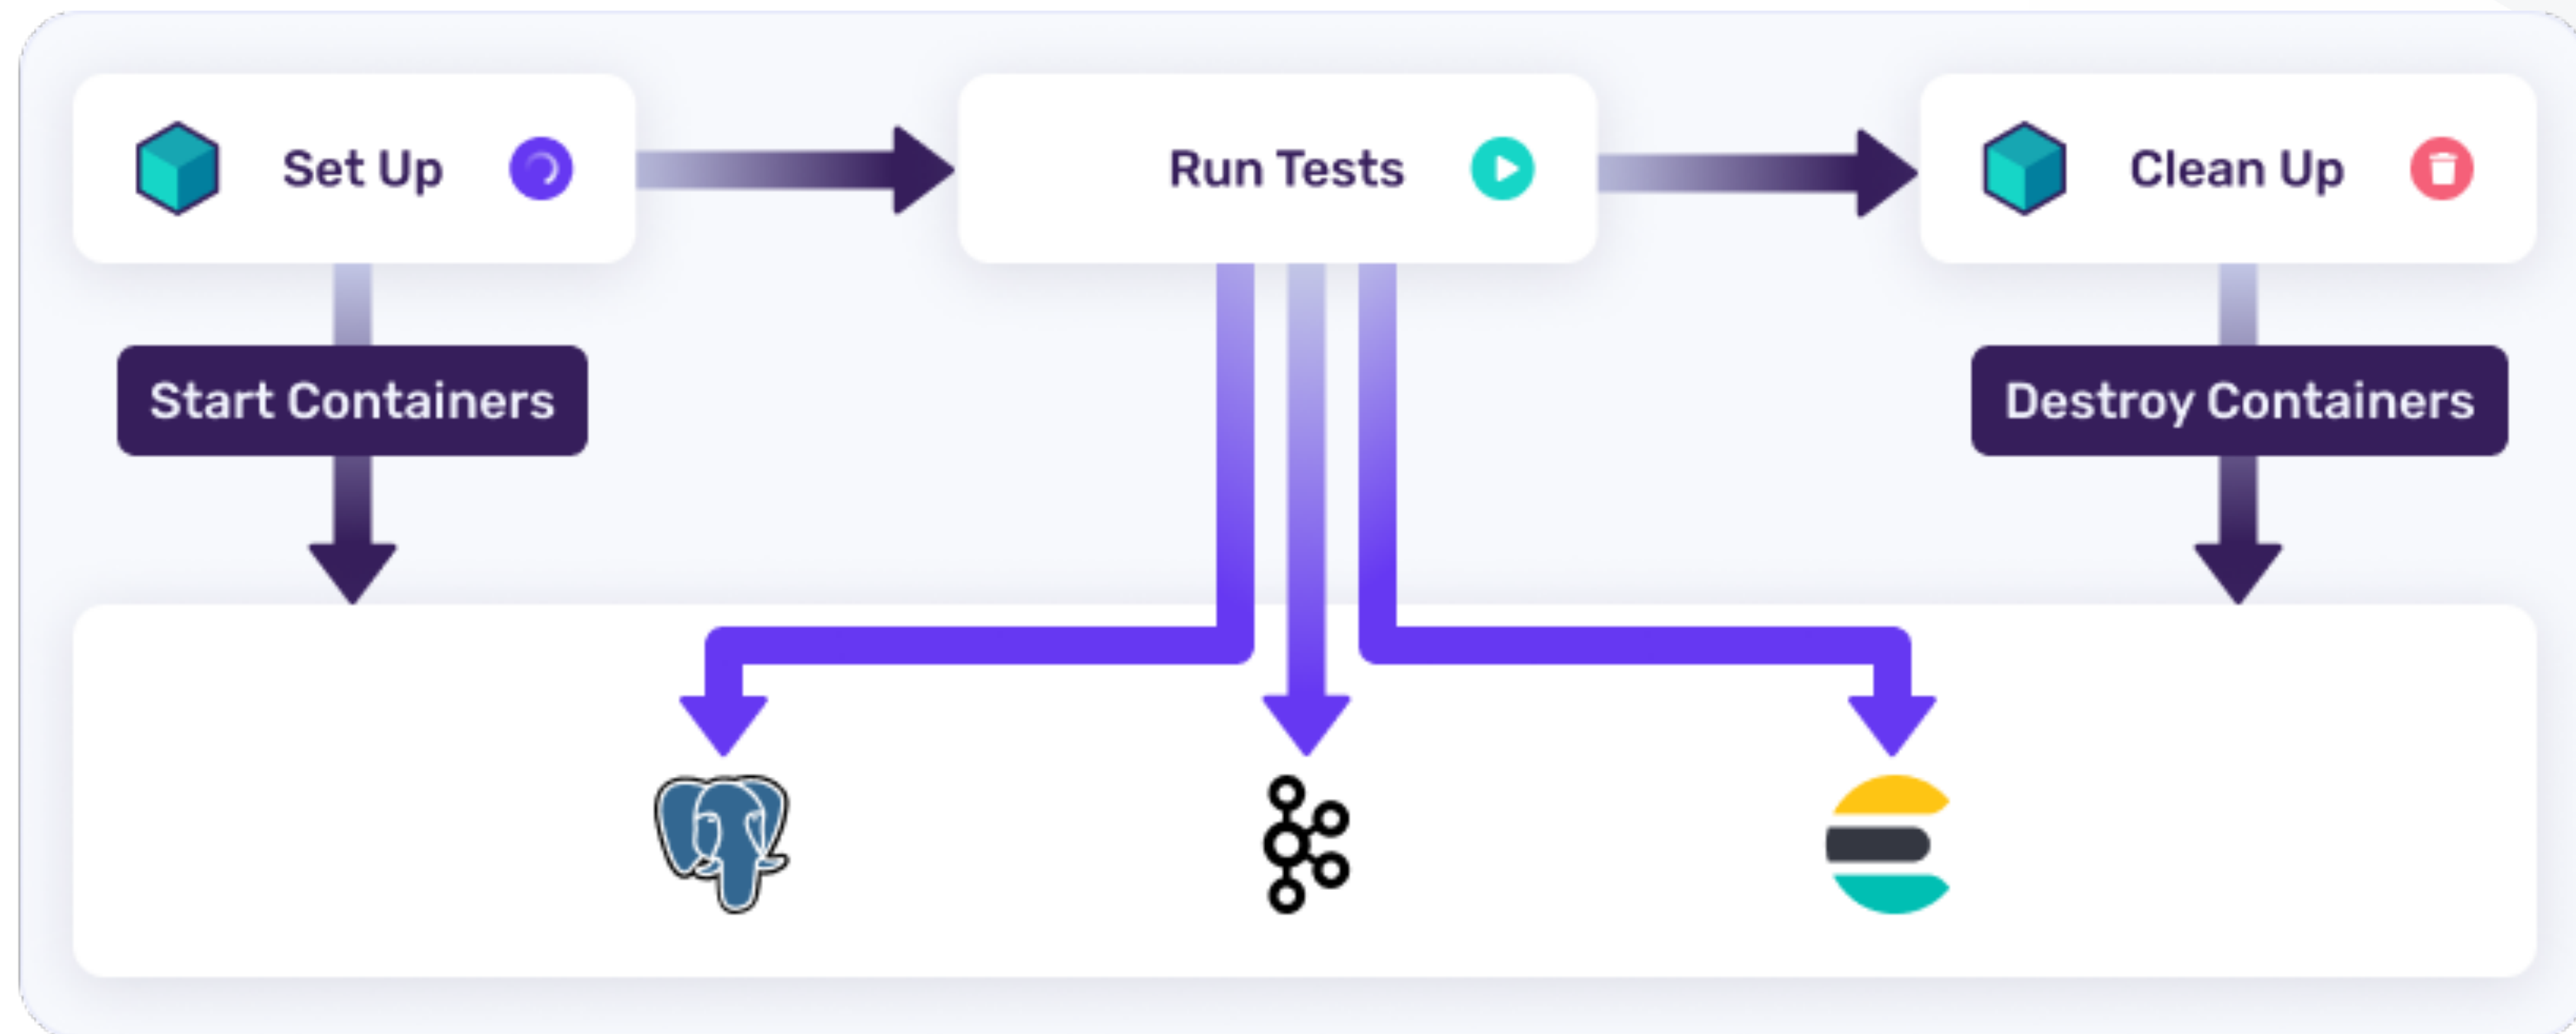 Set Up
Run Tests
Clean Up
Start Containers
Destroy Containers